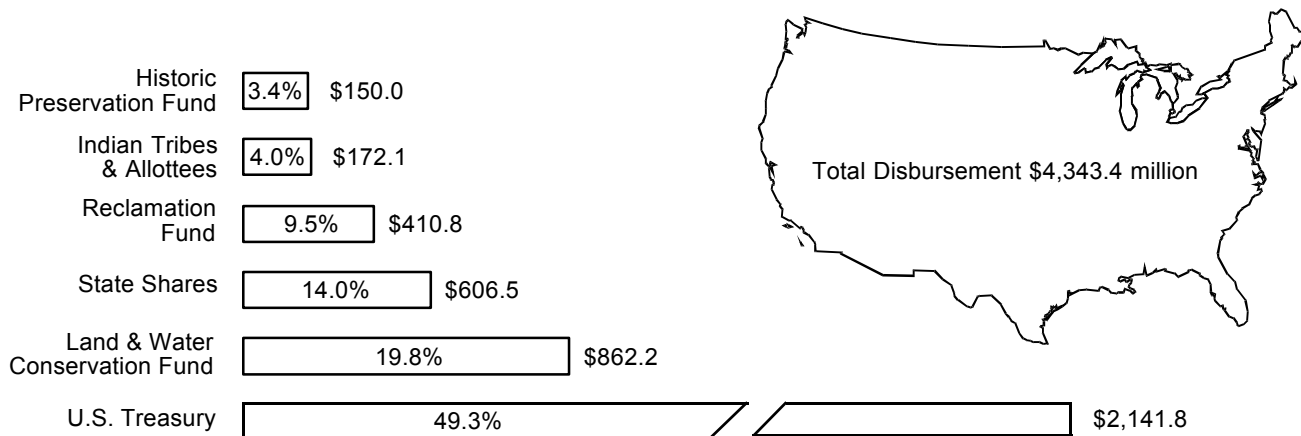 Historic
Preservation Fund
3.4%
$150.0
Indian Tribes
& Allottees
4.0%
$172.1
Reclamation
Fund
9.5%
$410.8
State Shares
14.0%
$606.5
Land & Water
Conservation Fund
19.8%
$862.2
U.S. Treasury
49.3%
$2,141.8
Total Disbursement $4,343.4 million